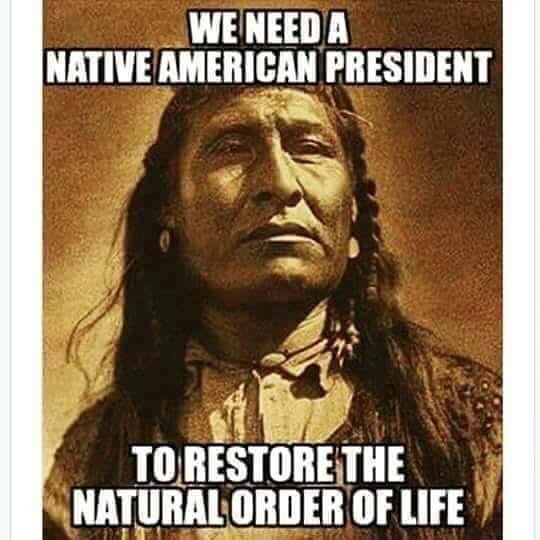 WE NEED A
NATIVE AMERICAN PRESIDENT
TO RESTORE THE
NATURAL ORDER OF LIFE